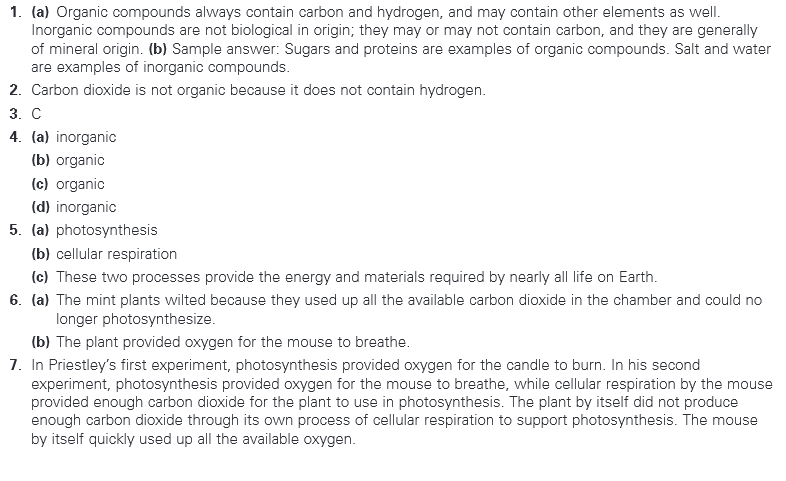 1. (a) Organic compounds always contain carbon and hydrogen, and may contain other elements as well.
Inorganic compounds are not biological in origin; they may or may not contain carbon, and they are generally
of mineral origin. (b) Sample answer: Sugars and proteins are examples of organic compounds. Salt and water
are examples of inorganic compounds.
2. Carbon dioxide is not organic because it does not contain hydrogen.
3. C
4. (a) inorganic
(b) organic
(c) organic
(d) inorganic
5. (a) photosynthesis
(b) cellular respiration
(c) These two processes provide the energy and materials required by nearly all life on Earth.
6. (a) The mint plants wilted because they used up all the available carbon dioxide in the chamber and could no
longer photosynthesize.
(b) The plant provided oxygen for the mouse to breathe.
7. In Priestley’s first experiment, photosynthesis provided oxygen for the candle to burn. In his second
experiment, photosynthesis provided oxygen for the mouse to breathe, while cellular respiration by the mouse
provided enough carbon dioxide for the plant to use in photosynthesis. The plant by itself did not produce
enough carbon dioxide through its own process of cellular respiration to support photosynthesis. The mouse
by itself quickly used up all the available oxygen.